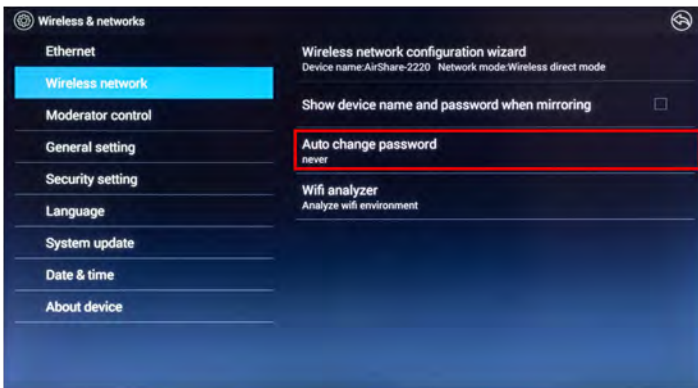 Wireless & networks
Ethernet
Wireless network
Moderator control
General setting
Security setting
Language
System update
Date & time
About device
Wireless network configuration wizard
Device name:AirShare-2220 Network mode:Wireless direct mode
Show device name and password when mirroring
Auto change password
never
Wifi analyzer
Analyze wifi environment